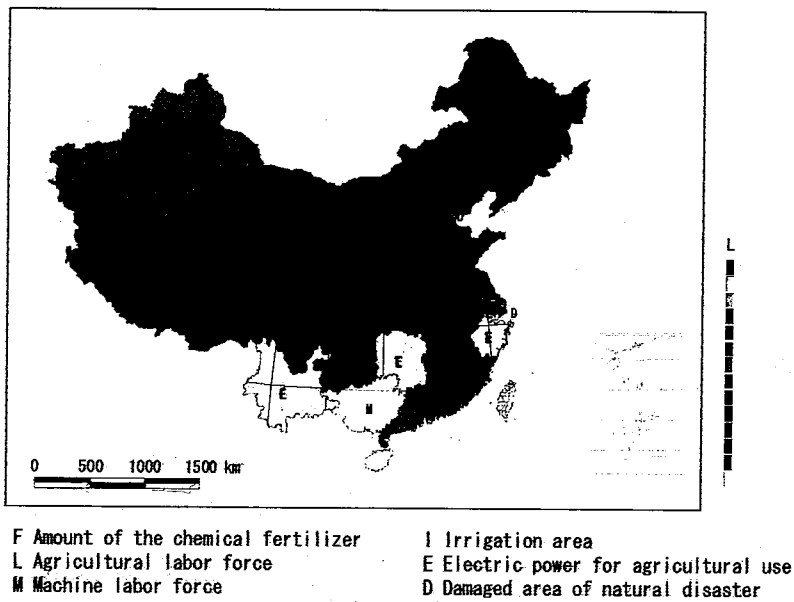 L
D
E
E
E
M
0 500 1000 1500 km
F Amount of the chemical fertilizer
L Agricultural labor force
M Machine labor force
I Irrigation area
E Electric power for agricultural use
D Damaged area of natural disaster